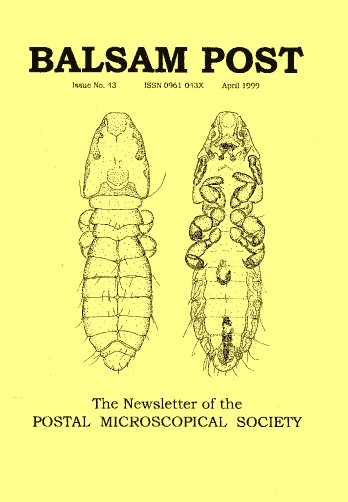 BALSAM POST
Issue No. 43 ISSN 0961 043X April 1999
The Newsletter of the
POSTAL MICROSCOPICAL SOCIETY